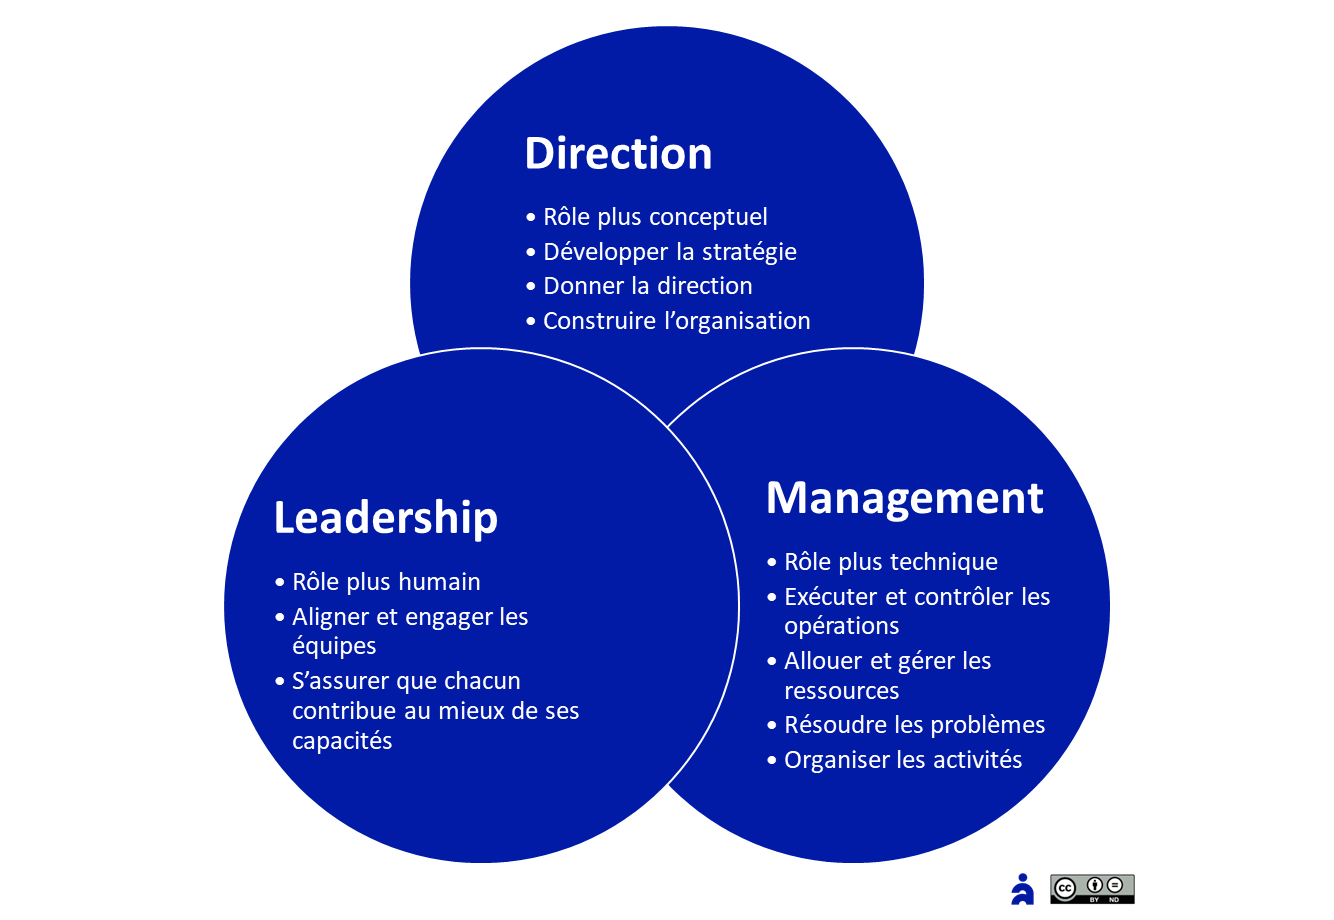 Direction
• Rôle plus conceptuel
• Développer la stratégie
• Donner la direction
• Construire l’organisation
Leadership
• Rôle plus humain
• Aligner et engager les
équipes
• S’assurer que chacun
contribue au mieux de ses
capacités
Management
• Rôle plus technique
• Exécuter et contrôler les
opérations
• Allouer et gérer les
ressources
• Résoudre les problèmes
• Organiser les activités
cc
BY ND